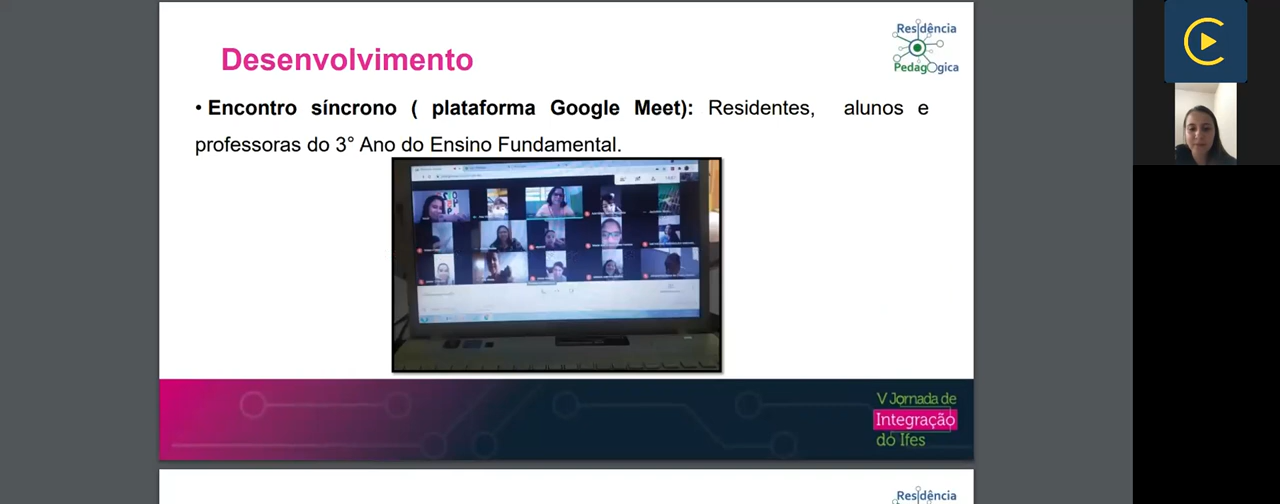 Desenvolvimento
Residência
Pedagógica
• Encontro síncrono ( plataforma Google Meet): Residentes, alunos e
professoras do 3° Ano do Ensino Fundamental.
V Jornada de
Integração
do Ifes
Residência